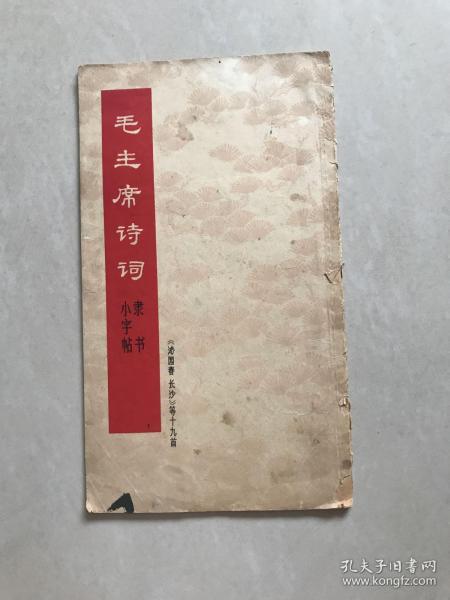 毛主席诗词
隶书
小字帖
《沁园春 长沙》等十九首
孔夫子旧书网
www.kongfz.com